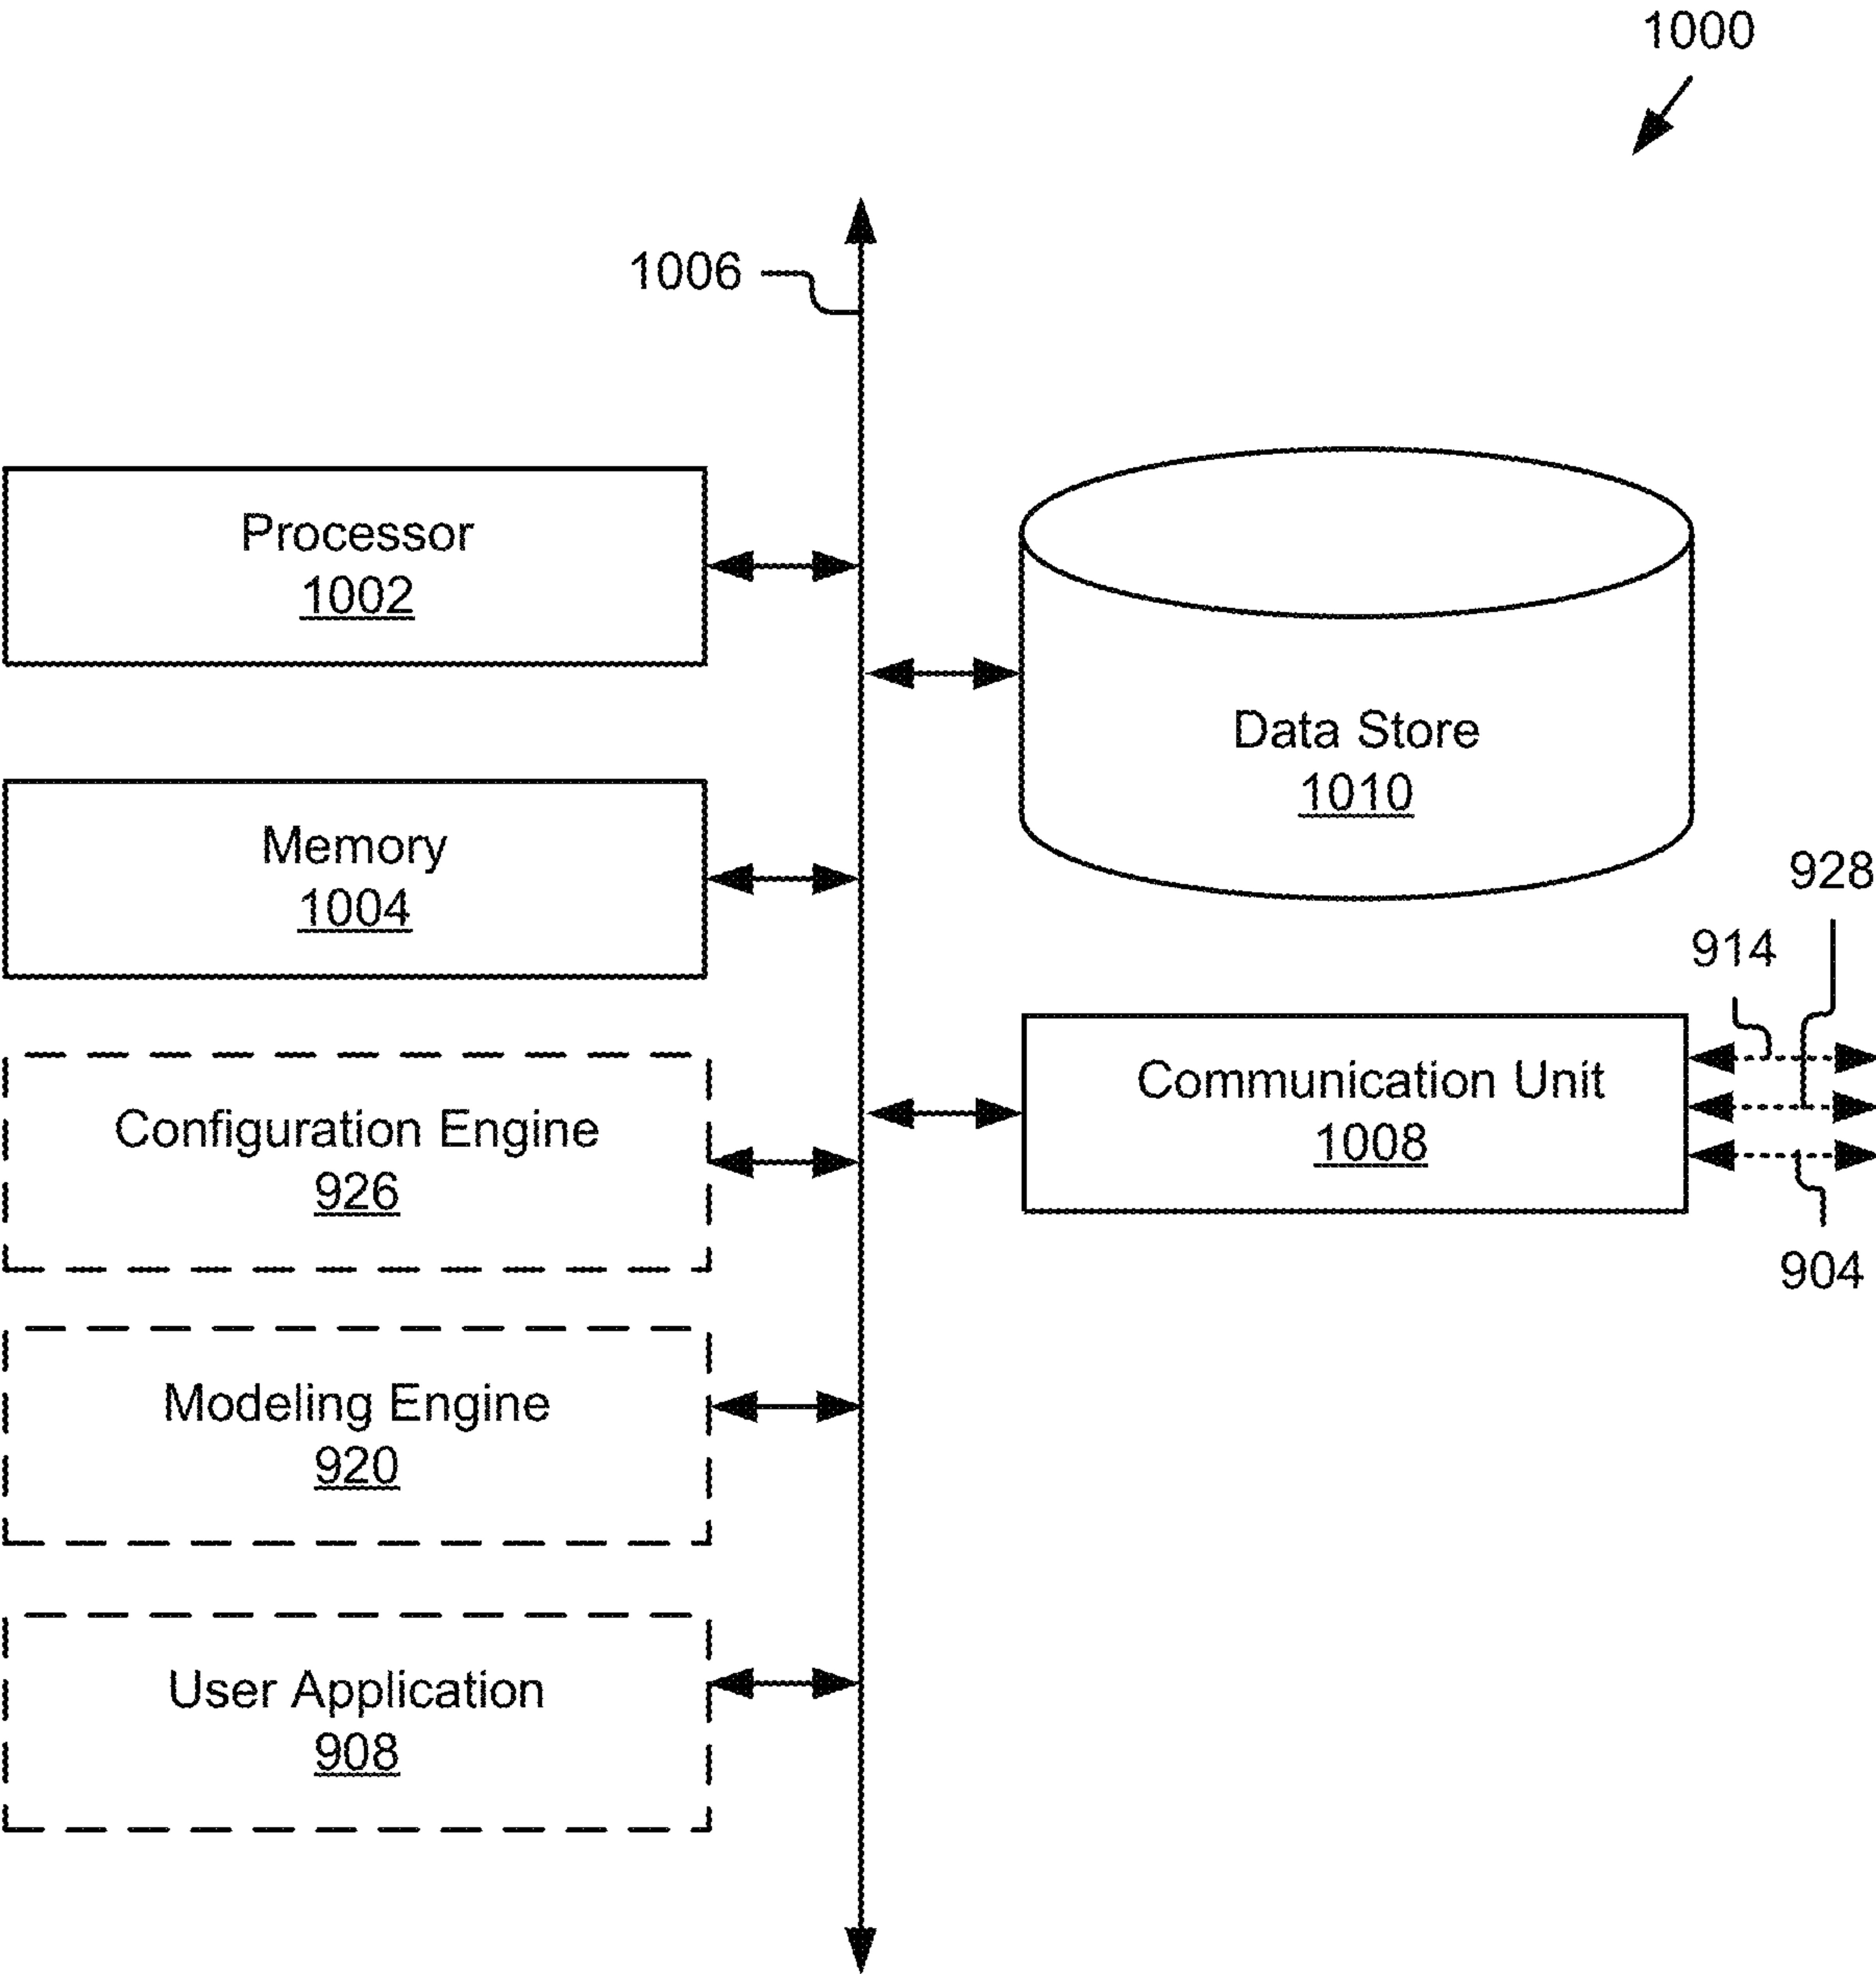 1000
1006
Processor
1002
Data Store
1010
Memory
1004
928
914
Communication Unit
1008
904
Configuration Engine
926
Modeling Engine
920
User Application
908